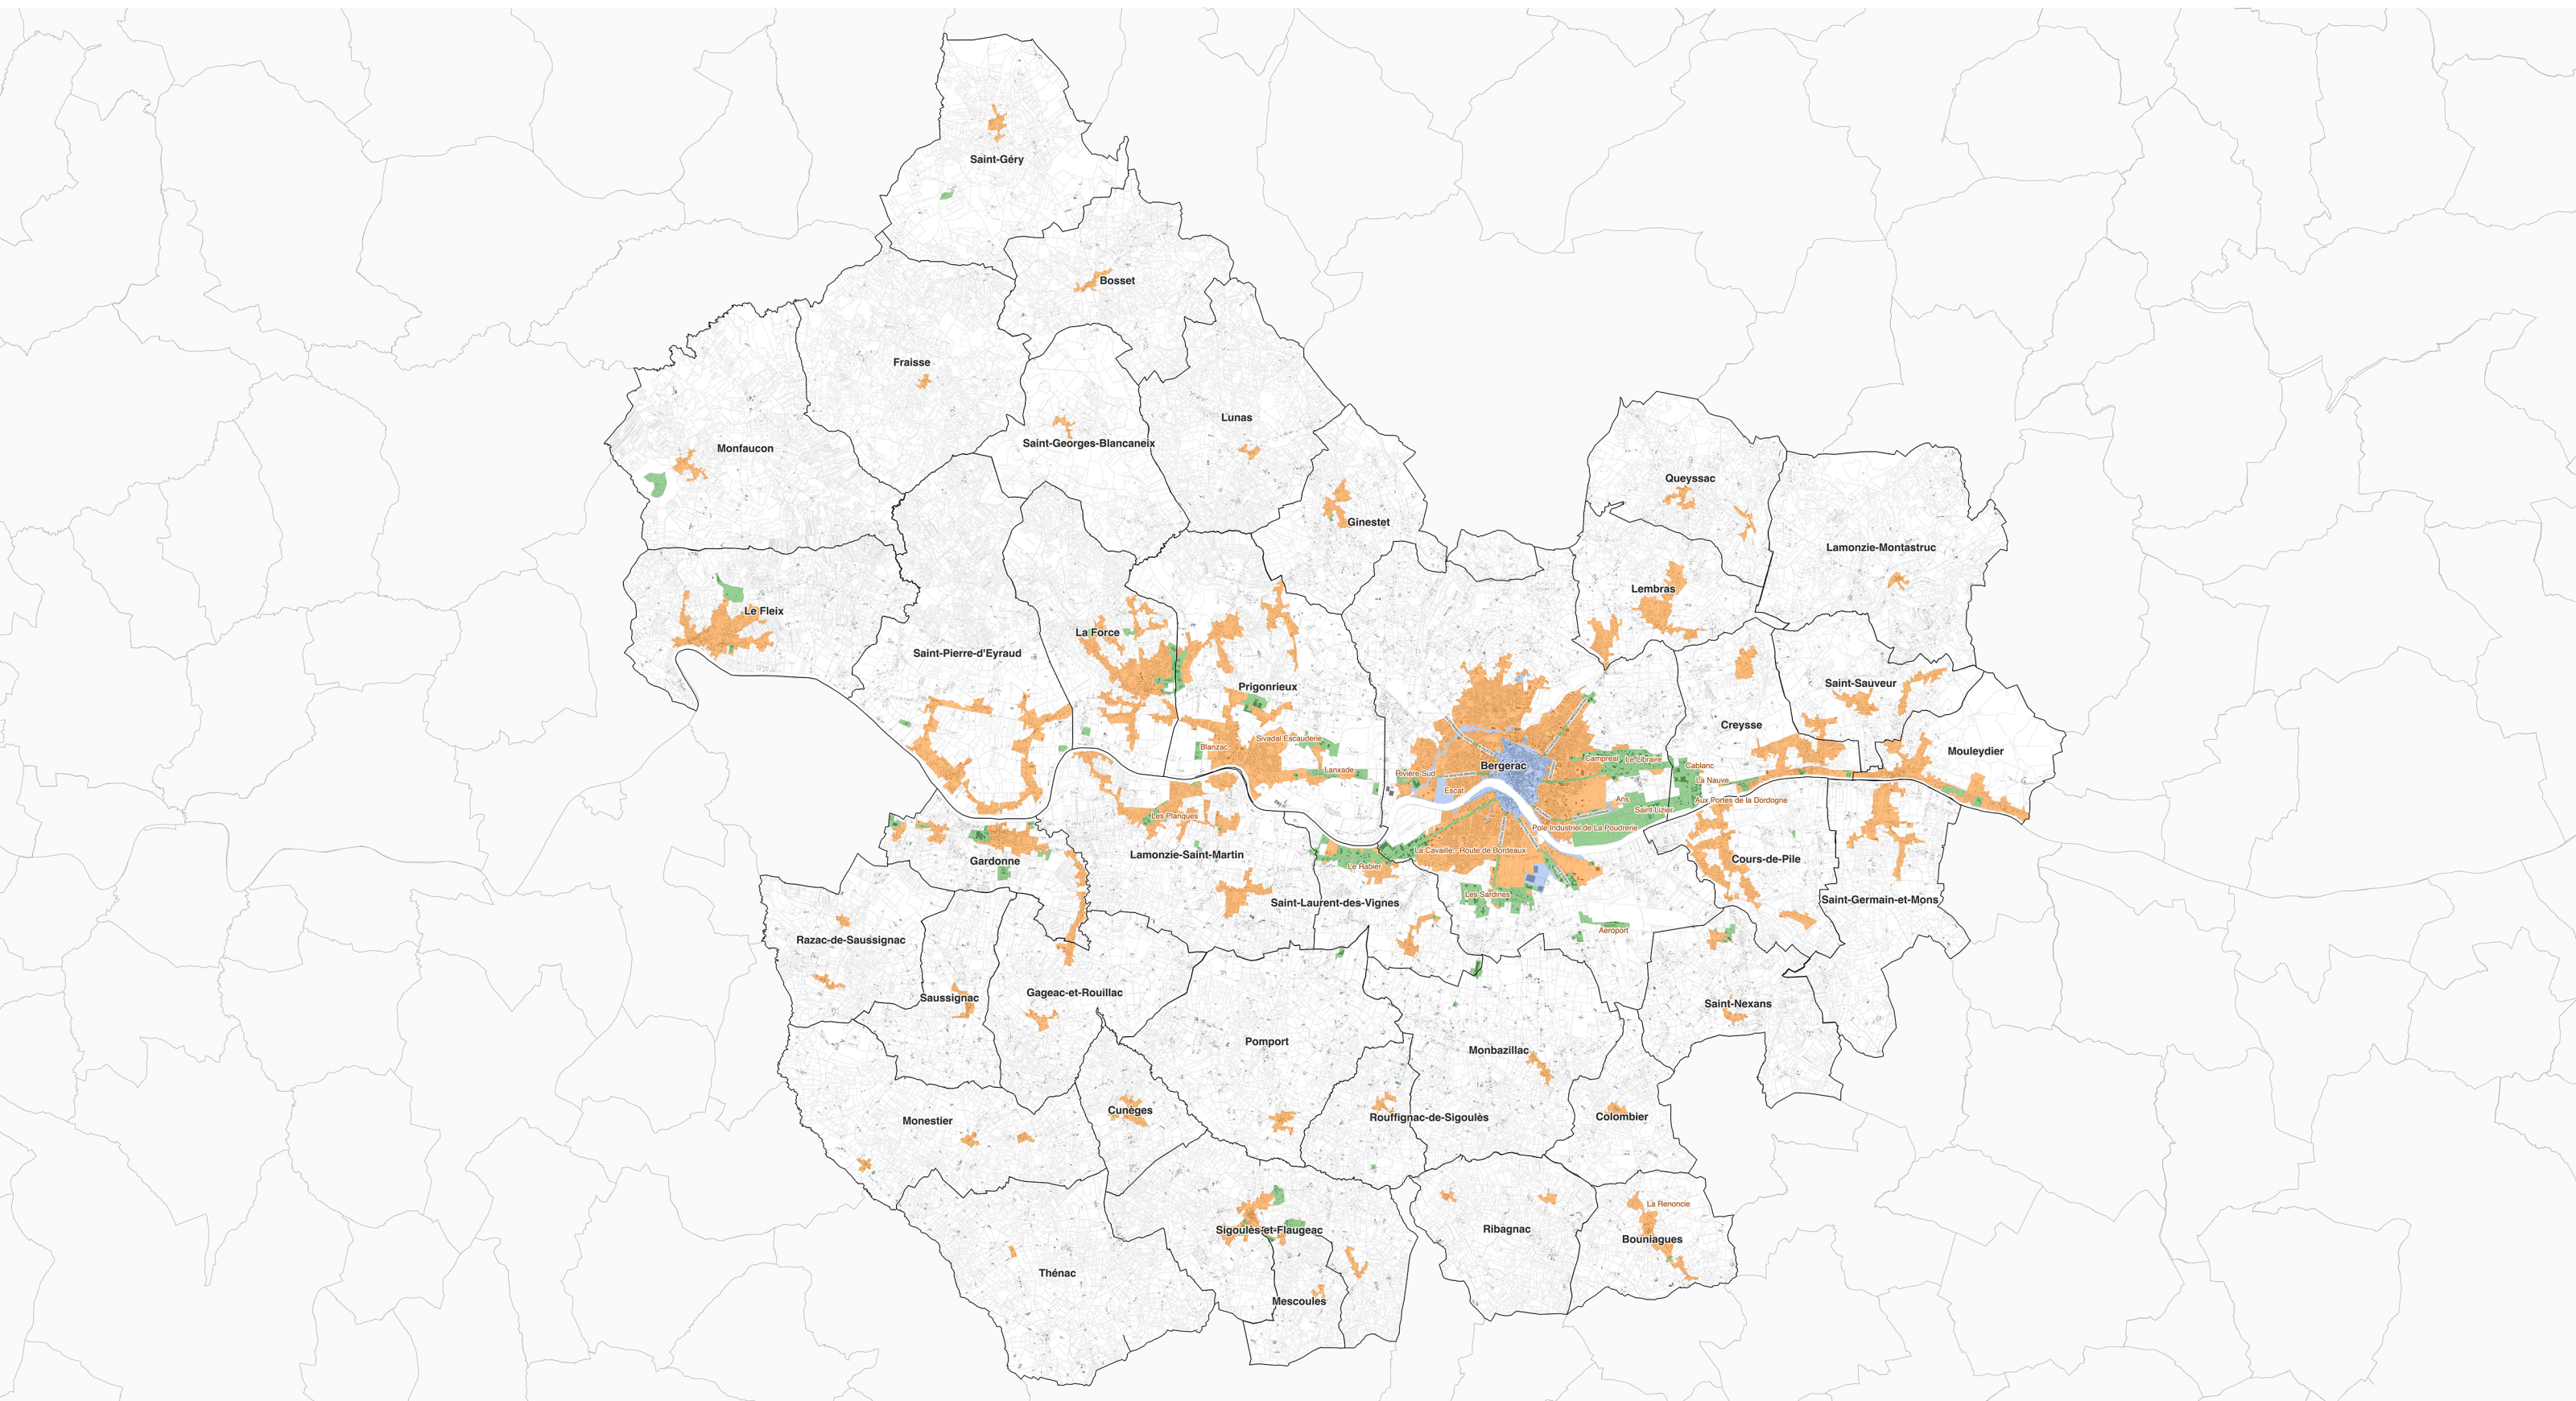 Saint-Géry
Bosset
Fraisse
Lunas
Saint-Georges-Blancaneix
Monfaucon
Queyssac
Ginestet
Lamonzie-Montastruc
Lembras
Le Fleix
La Force
Saint-Pierre-d'Eyraud
Saint-Sauveur
Prigonrieux
Creysse
Sivadal Escauderie
Blanzac
Mouleydier
Campreal
Le Libraire
Bergerac
Cablanc
Lanxade
Rivière Sud
La Nauve
Escat
Ans
Aux Portes de la Dordogne
Saint Lizier
Les Planques
Pole Industriel de La Poudrerie
La Cavaille - Route de Bordeaux
Lamonzie-Saint-Martin
Cours-de-Pile
Gardonne
Le Rabier
Les Sardines
Saint-Germain-et-Mons
Saint-Laurent-des-Vignes
Aeroport
Razac-de-Saussignac
Gageac-et-Rouillac
Saussignac
Saint-Nexans
Pomport
Monbazillac
Cunèges
Rouffignac-de-Sigoulès
Colombier
Monestier
La Renoncie
Sigoulès-et-Flaugeac
Ribagnac
Bouniagues
Thénac
Mescoules